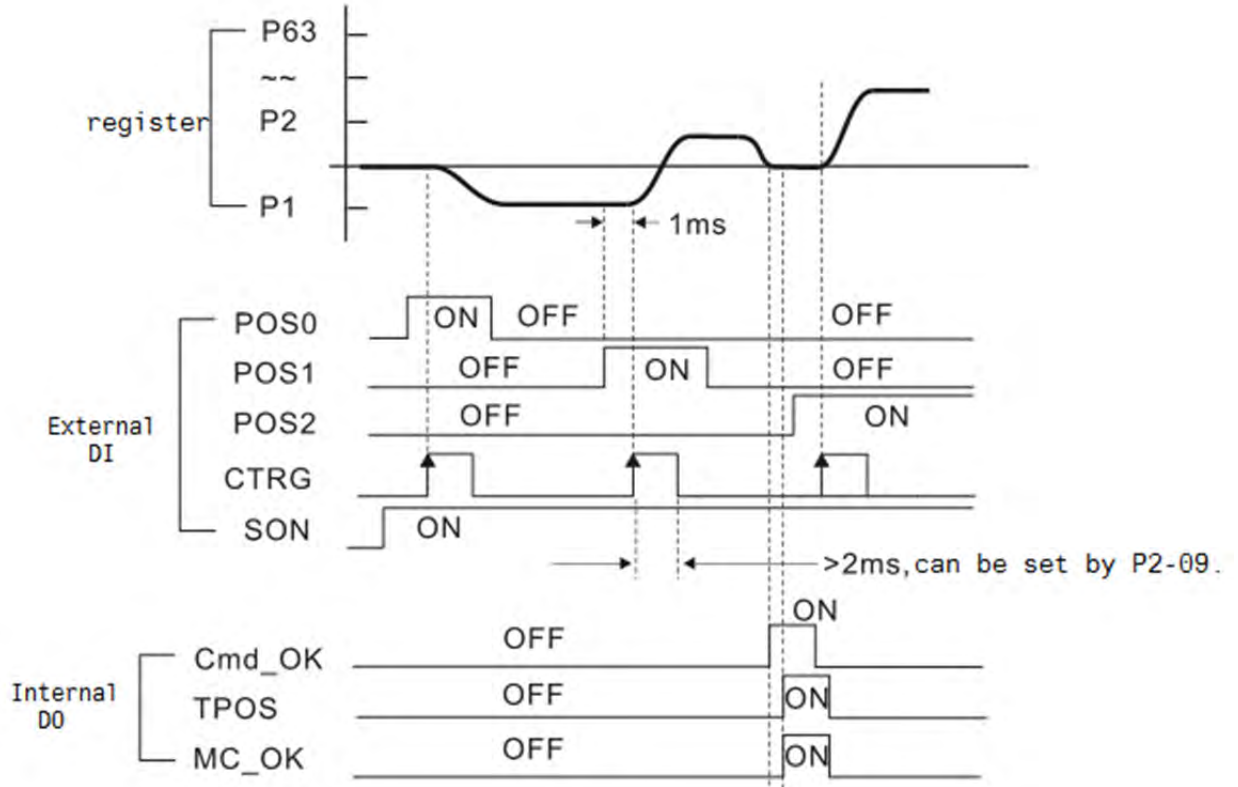 P63
~~
register
P2
P1
1ms
POS0 ON OFF OFF
POS1 OFF ON OFF
External
DI
POS2 OFF ON
CTRG
SON ON
>2ms,can be set by P2-09.
ON
Cmd_OK OFF
Internal
DO
TPOS OFF ON
MC_OK OFF ON